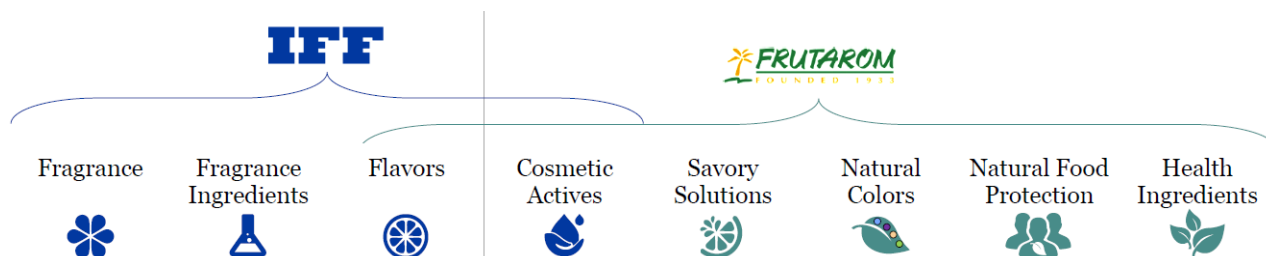 IFF
FRUTAROM
FOUNDED 1933
Fragrance
Fragrance
Ingredients
Flavors
Cosmetic
Actives
Savory
Solutions
Natural
Colors
Natural Food
Protection
Health
Ingredients